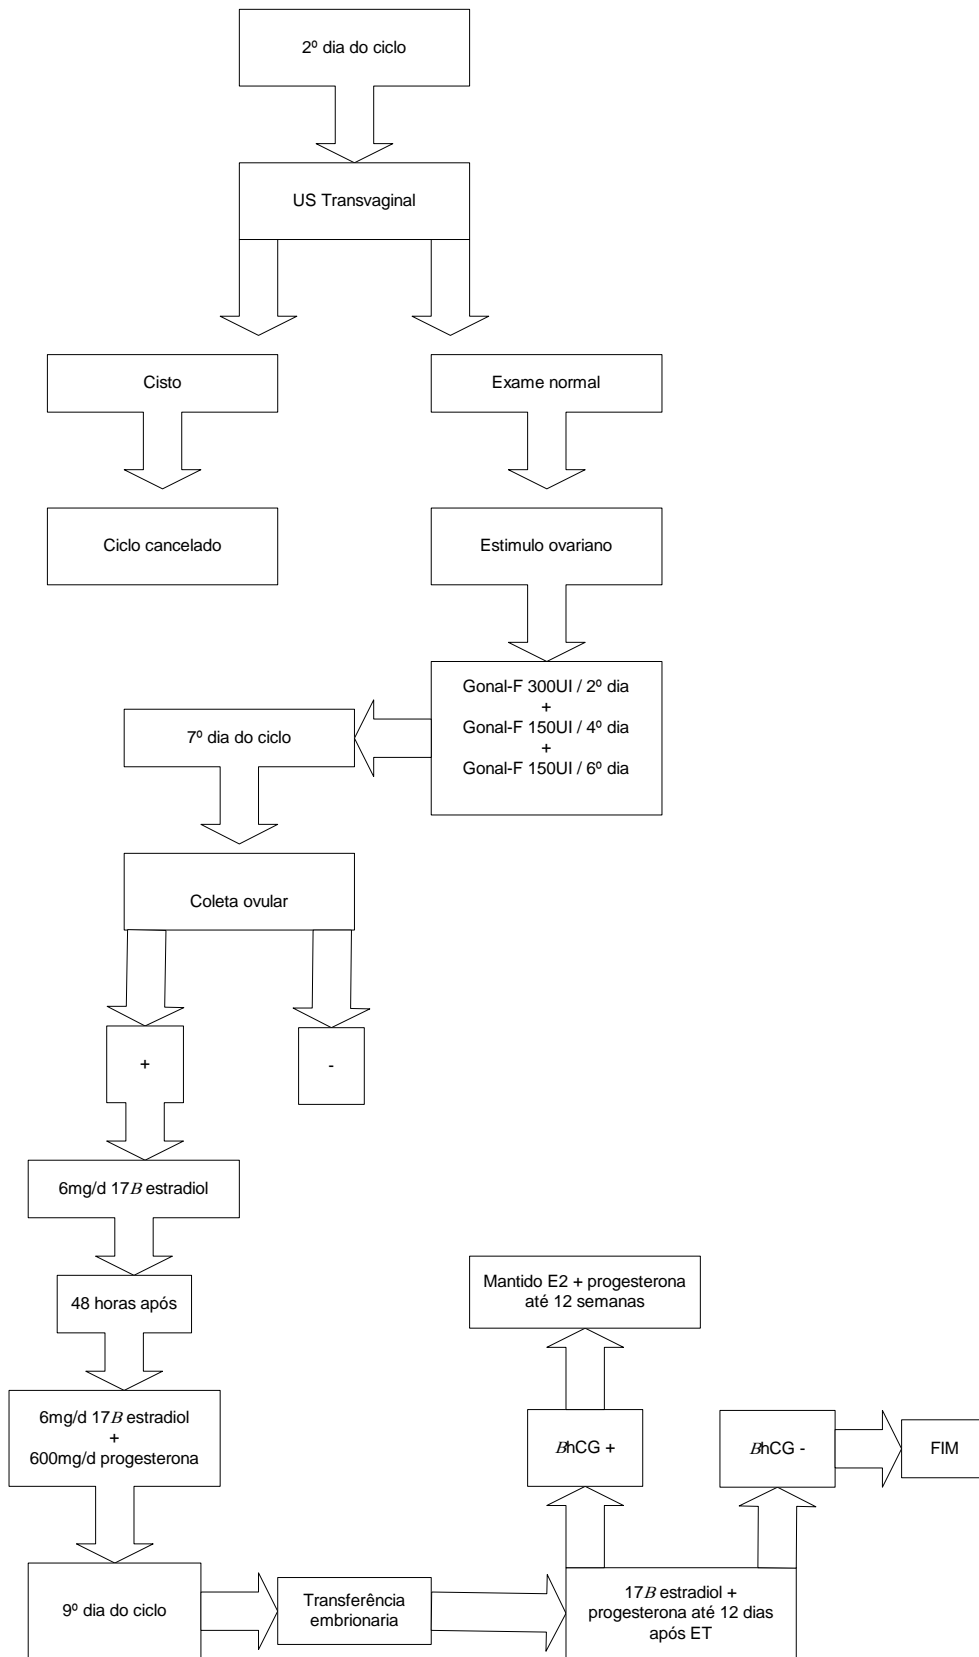 2º dia do ciclo
US Transvaginal
Cisto
Exame normal
Ciclo cancelado
Estimulo ovariano
Gonal-F 300UI / 2º dia
+
Gonal-F 150UI / 4º dia
+
Gonal-F 150UI / 6º dia
7º dia do ciclo
Coleta ovular
+
-
6mg/d 17B estradiol
48 horas após
6mg/d 17B estradiol
+
600mg/d progesterona
9º dia do ciclo
Transferência
embrionaria
17B estradiol +
progesterona até 12 dias
após ET
BhCG +
Mantido E2 + progesterona
até 12 semanas
BhCG -
FIM